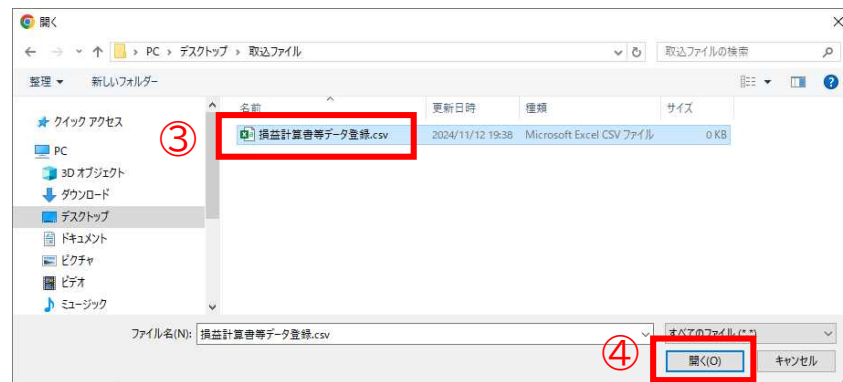 開く
PC › デスクトップ › 取込ファイル
取込ファイルの検索
整理 新しいフォルダー
名前 更新日時 種類 サイズ
クイック アクセス
③
損益計算書等データ登録.csv 2024/11/12 19:38 Microsoft Excel CSV ファイル 0 KB
PC
3D オブジェクト
ダウンロード
デスクトップ
ドキュメント
ピクチャ
ビデオ
ミュージック
ファイル名(N): 損益計算書等データ登録.csv
すべてのファイル (*.*)
④
開く(O) キャンセル